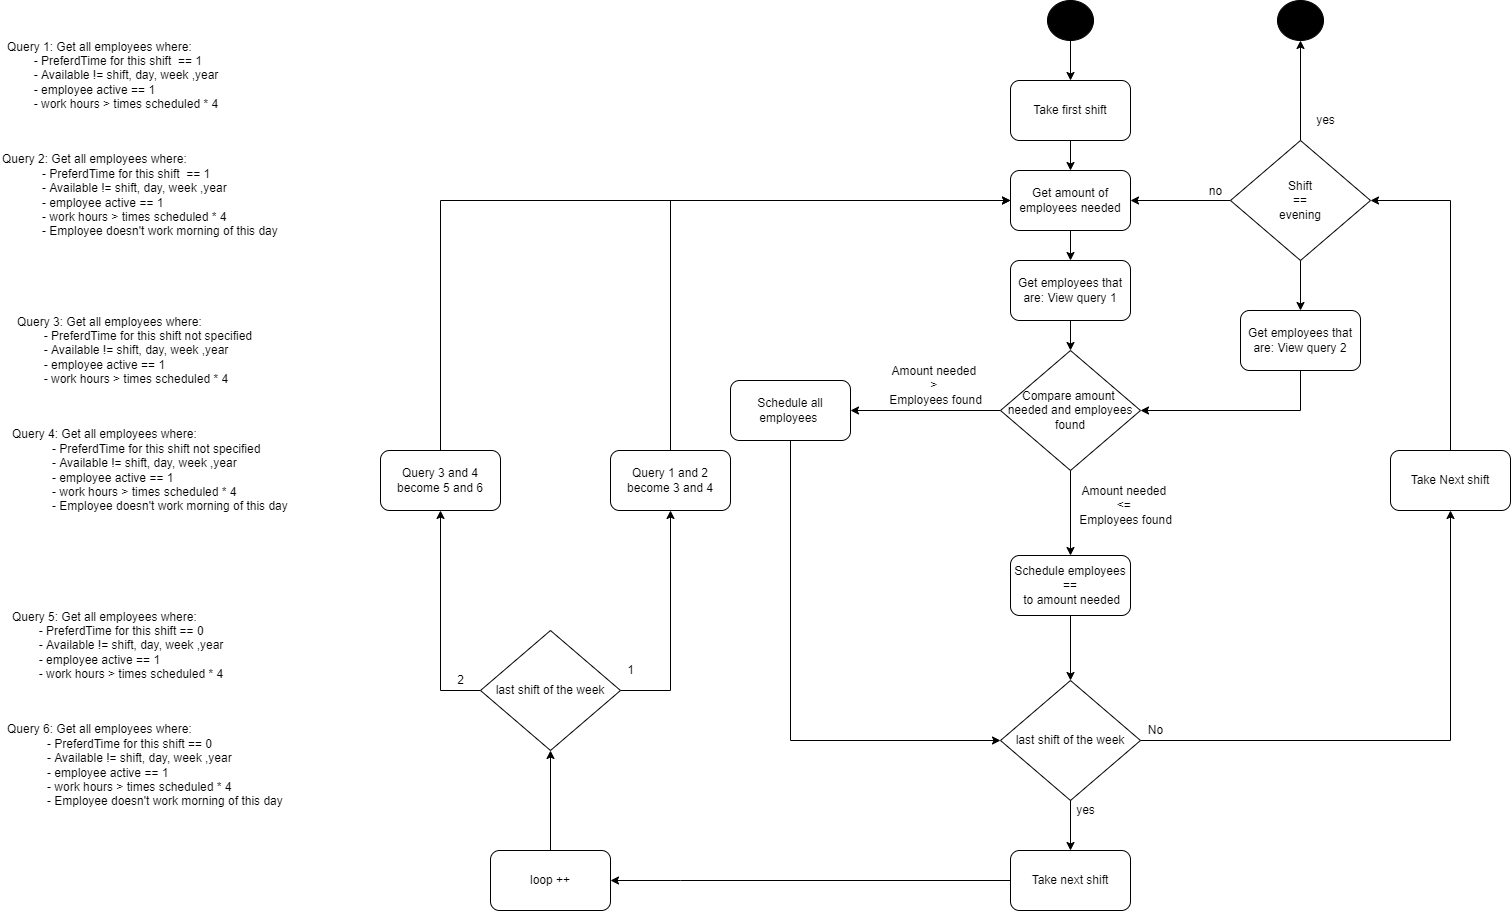 Query 1: Get all employees where:
- PreferdTime for this shift  == 1
- Available != shift, day, week ,year
- employee active == 1
- work hours > times scheduled * 4
Query 2: Get all employees where:
- PreferdTime for this shift  == 1
- Available != shift, day, week ,year
- employee active == 1
- work hours > times scheduled * 4
- Employee doesn't work morning of this day
Query 3: Get all employees where:
- PreferdTime for this shift not specified
- Available != shift, day, week ,year
- employee active == 1
- work hours > times scheduled * 4
Query 4: Get all employees where:
- PreferdTime for this shift not specified
- Available != shift, day, week ,year
- employee active == 1
- work hours > times scheduled * 4
- Employee doesn't work morning of this day
Query 5: Get all employees where:
- PreferdTime for this shift == 0
- Available != shift, day, week ,year
- employee active == 1
- work hours > times scheduled * 4
Query 6: Get all employees where:
- PreferdTime for this shift == 0
- Available != shift, day, week ,year
- employee active == 1
- work hours > times scheduled * 4
- Employee doesn't work morning of this day
Take first shift
Get amount of
employees needed
no
Shift
==
evening
yes
Get employees that
are: View query 1
Get employees that
are: View query 2
Compare amount
needed and employees
found
Amount needed
>
Employees found
Schedule all
employees
Amount needed
<=
Employees found
Schedule employees
==
to amount needed
last shift of the week
No
Take Next shift
yes
Take next shift
loop ++
last shift of the week
1
2
Query 1 and 2
become 3 and 4
Query 3 and 4
become 5 and 6